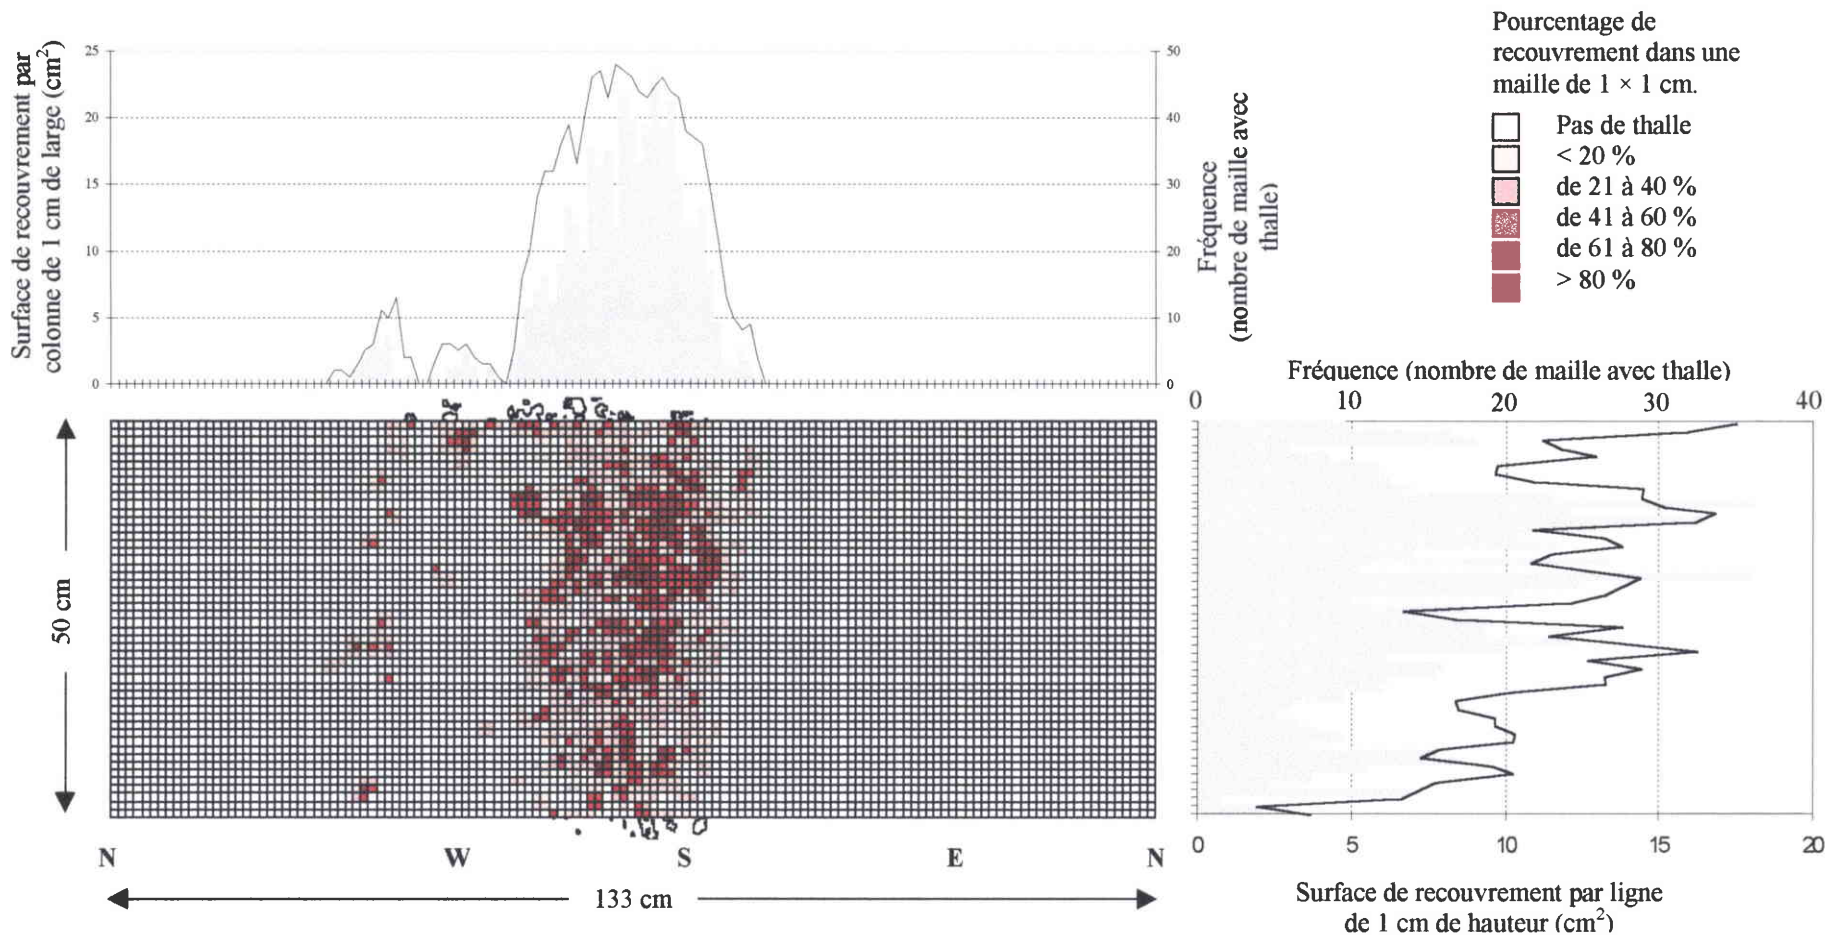 Surface de recouvrement par
colonne de 1 cm de large (cm²)
25
20
15
10
5
0
50
40
30
20
10
0
Fréquence
(nombre de maille avec
thalle)
Pourcentage de
recouvrement dans une
maille de 1 × 1 cm.
Pas de thalle
< 20 %
de 21 à 40 %
de 41 à 60 %
de 61 à 80 %
> 80 %
Fréquence (nombre de maille avec thalle)
0 10 20 30 40
50 cm
N W S E N
133 cm
0 5 10 15 20
Surface de recouvrement par ligne
de 1 cm de hauteur (cm²)